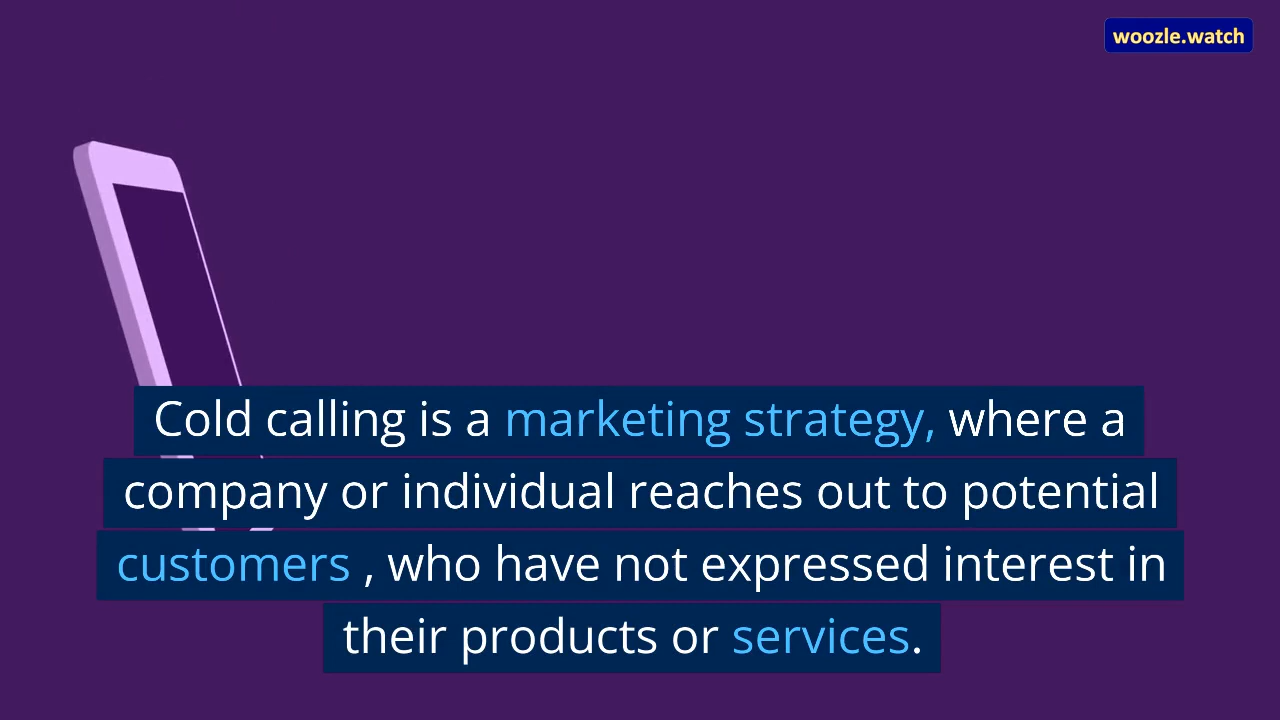 woozle.watch
Cold calling is a marketing strategy, where a
company or individual reaches out to potential
customers , who have not expressed interest in
their products or services.